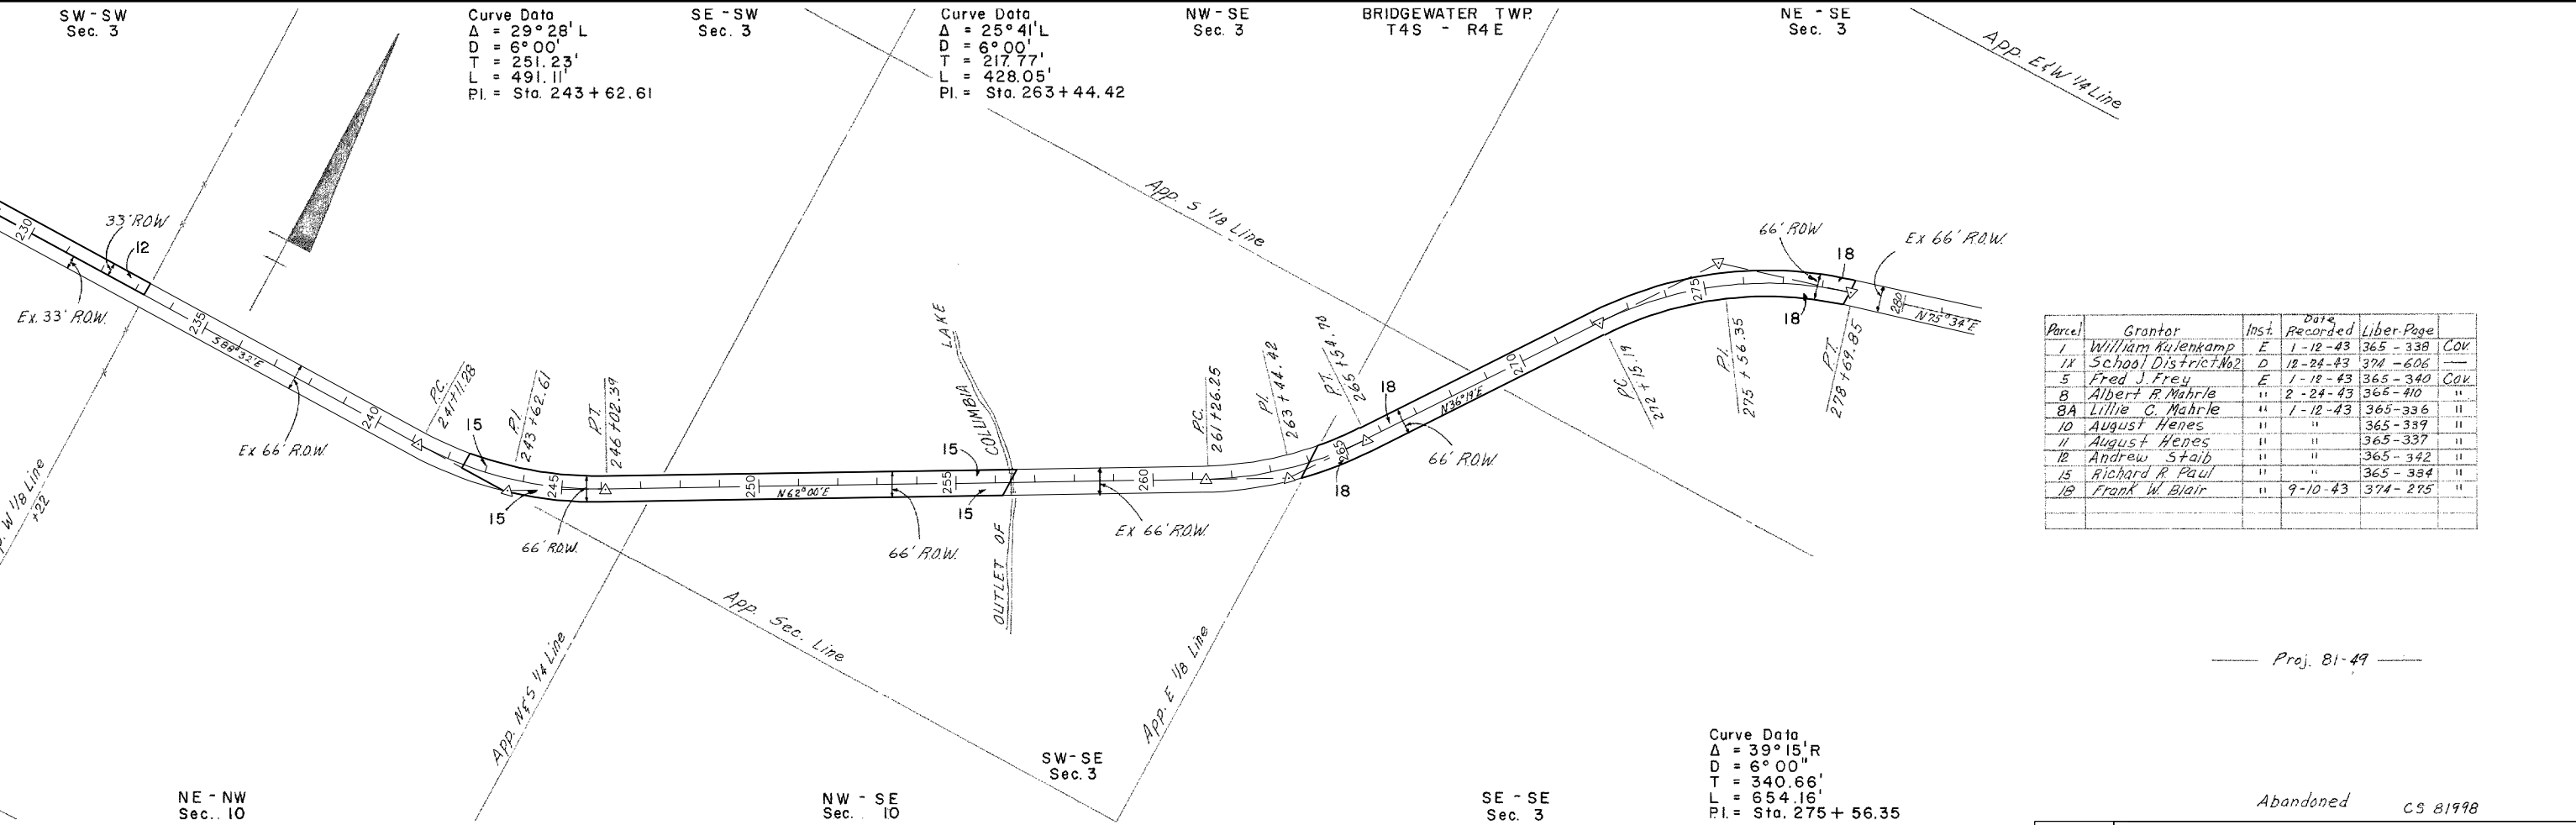 SW - SW
Sec. 3
Curve Data
Δ = 29° 28' L
D = 6° 00'
T = 251.23'
L = 491.11'
P.I. = Sta. 243 + 62.61
SE - SW
Sec. 3
Curve Data
Δ = 25° 41' L
D = 6° 00'
T = 217.77'
L = 428.05'
P.I. = Sta. 263 + 44.42
NW - SE
Sec. 3
BRIDGEWATER TWP.
T4S - R4E
NE - SE
Sec. 3
App. E&W 1/4 Line
App. S 1/8 Line
230
33' ROW
12
Ex. 33' R.O.W.
235
S88°32'E
Ex 66' R.O.W.
240
P.C.
241+11.28
15
P.I.
243+62.61
P.T.
246+02.39
245
15
66' R.O.W.
250
N62°00'E
66' R.O.W.
255
15
15
OUTLET OF COLUMBIA LAKE
Ex 66' R.O.W.
260
P.C.
261+26.25
P.I.
263+44.42
P.T.
265+54.70
265
18
18
N36°19'E
66' R.O.W.
270
P.C.
272+15.19
275
P.I.
275+56.35
66' ROW
18
18
P.T.
278+69.85
Ex 66' R.O.W.
280
N75°34'E
W 1/8 Line
+22
App. N&S 1/4 Line
App. Sec. Line
App. E 1/8 Line
Parcel Grantor Inst. Date Recorded Liber-Page
1 William Kulenkamp E 1-12-43 365-338 Cov.
1X School District No2 D 12-24-43 374-606 —
5 Fred J. Frey E 1-12-43 365-340 Cov.
8 Albert R. Mahrle " 2-24-43 366-410 "
8A Lillie C. Mahrle " 1-12-43 365-336 "
10 August Henes " " 365-339 "
11 August Henes " " 365-337 "
12 Andrew Staib " " 365-342 "
15 Richard R. Paul " " 365-334 "
18 Frank W. Blair " 9-10-43 374-275 "
Proj. 81-49
NE - NW
Sec. 10
NW - SE
Sec. 10
SW - SE
Sec. 3
SE - SE
Sec. 3
Curve Data
Δ = 39° 15' R
D = 6° 00"
T = 340.66'
L = 654.16'
P.I. = Sta. 275 + 56.35
Abandoned CS 81998